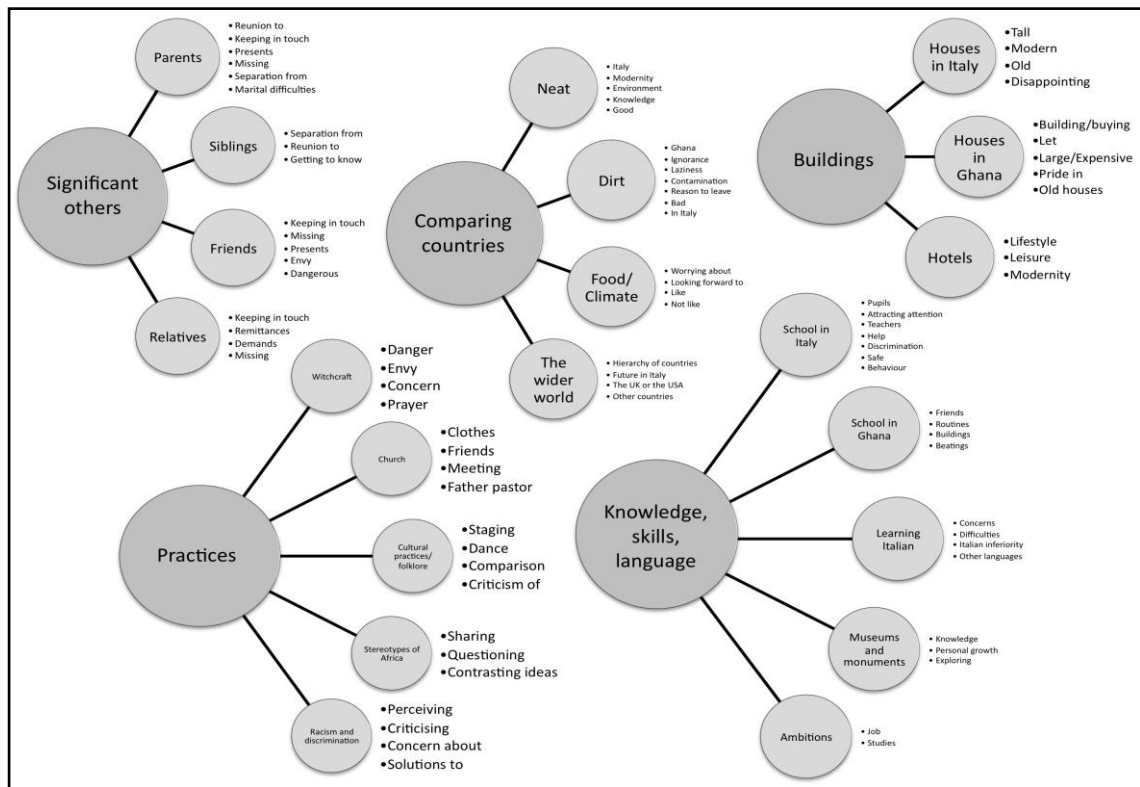 Significant
others
Parents
• Reunion to
• Keeping in touch
• Presents
• Missing
• Separation from
• Marital difficulties
Siblings
• Separation from
• Reunion to
• Getting to know
Friends
• Keeping in touch
• Missing
• Presents
• Envy
• Dangerous
Relatives
• Keeping in touch
• Remittances
• Demands
• Missing
Comparing
countries
Neat
• Italy
• Modernity
• Environment
• Knowledge
• Good
Dirt
• Ghana
• Ignorance
• Laziness
• Contamination
• Reason to leave
• Bad
• In Italy
Food/
Climate
• Worrying about
• Looking forward to
• Like
• Not like
The
wider
world
• Hierarchy of countries
• Future in Italy
• The UK or the USA
• Other countries
Buildings
Houses
in Italy
•Tall
•Modern
•Old
•Disappointing
Houses
in
Ghana
•Building/buying
•Let
•Large/Expensive
•Pride in
•Old houses
Hotels
•Lifestyle
•Leisure
•Modernity
Practices
Witchcraft
•Danger
•Envy
•Concern
•Prayer
Church
•Clothes
•Friends
•Meeting
•Father pastor
Cultural
practices/
folklore
•Staging
•Dance
•Comparison
•Criticism of
Stereotypes of
Africa
•Sharing
•Questioning
•Contrasting ideas
Racism and
discrimination
•Perceiving
•Criticising
•Concern about
•Solutions to
Knowledge,
skills,
language
School in
Italy
• Pupils
• Attracting attention
• Teachers
• Help
• Discrimination
• Safe
• Behaviour
School in
Ghana
• Friends
• Routines
• Buildings
• Beatings
Learning
Italian
• Concerns
• Difficulties
• Italian inferiority
• Other languages
Museums
and
monuments
• Knowledge
• Personal growth
• Exploring
Ambitions
• Job
• Studies